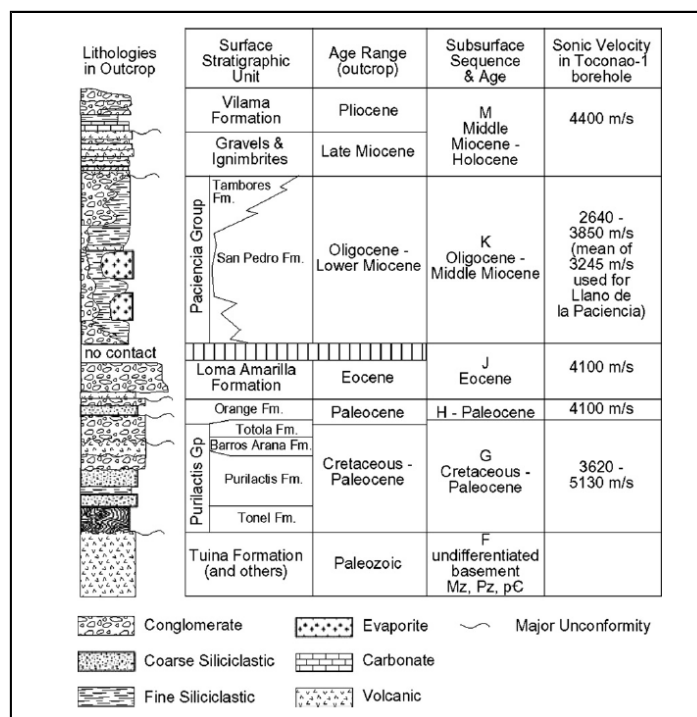 Lithologies
in Outcrop
Surface
Stratigraphic
Unit
Age Range
(outcrop)
Subsurface
Sequence
& Age
Sonic Velocity
in Toconao-1
borehole
Vilama
Formation
Pliocene
M
Middle
Miocene -
Holocene
4400 m/s
Gravels &
Ignimbrites
Late Miocene
Paciencia Group
Tambores
Fm.
San Pedro Fm.
Oligocene -
Lower Miocene
K
Oligocene -
Middle Miocene
2640 -
3850 m/s
(mean of
3245 m/s
used for
Llano de
la Paciencia)
no contact
Loma Amarilla
Formation
Eocene
J
Eocene
4100 m/s
Orange Fm.
Paleocene
H - Paleocene
4100 m/s
Purilactis Gp
Totola Fm.
Barros Arana Fm.
Purilactis Fm.
Tonel Fm.
Cretaceous -
Paleocene
G
Cretaceous -
Paleocene
3620 -
5130 m/s
Tuina Formation
(and others)
Paleozoic
F
undifferentiated
basement
Mz, Pz, pЄ
Conglomerate
Evaporite
Major Unconformity
Coarse Siliciclastic
Carbonate
Fine Siliciclastic
Volcanic